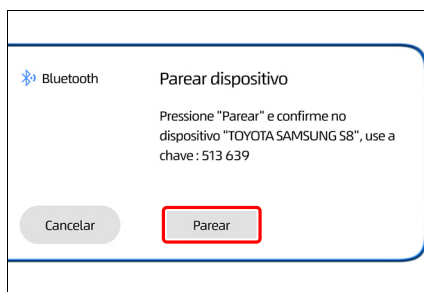 Bluetooth
Parear dispositivo
Pressione "Parear" e confirme no
dispositivo "TOYOTA SAMSUNG S8", use a
chave : 513 639
Cancelar
Parear